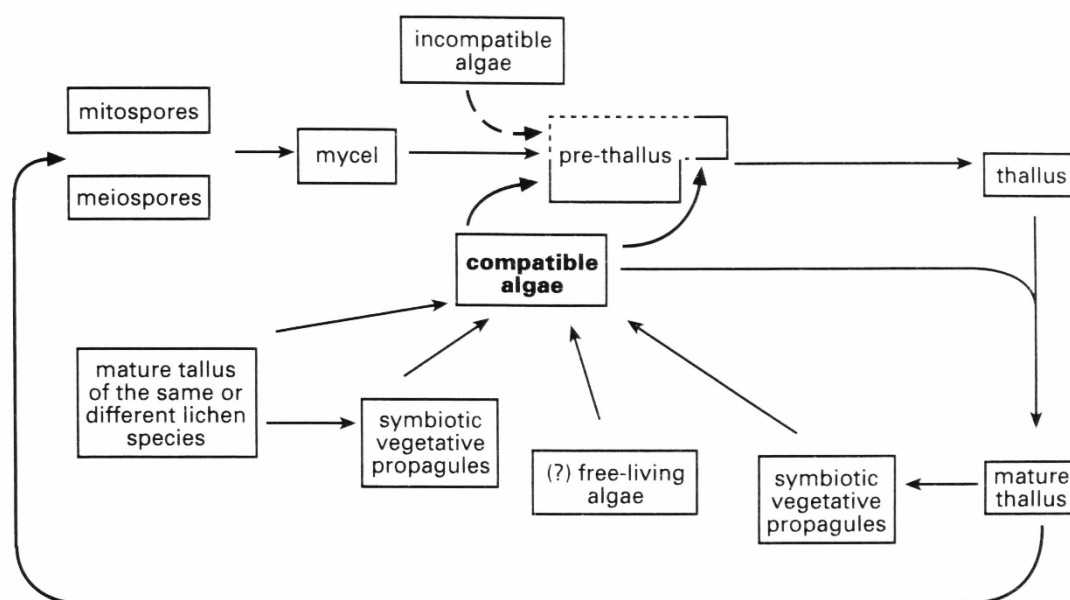 incompatible
algae
mitospores
mycel
pre-thallus
meiospores
thallus
compatible
algae
mature tallus
of the same or
different lichen
species
symbiotic
vegetative
propagules
(?) free-living
algae
symbiotic
vegetative
propagules
mature
thallus